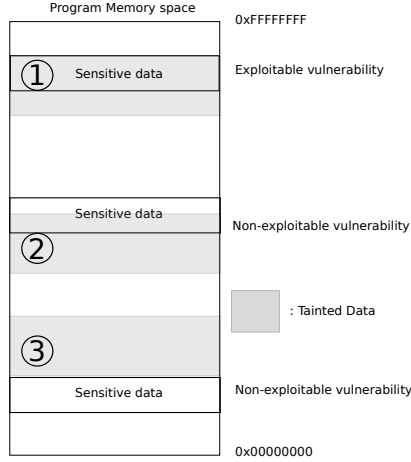 Program Memory space
0xFFFFFFFF
① Sensitive data
Exploitable vulnerability
Sensitive data
Non-exploitable vulnerability
②
: Tainted Data
③
Sensitive data
Non-exploitable vulnerability
0x00000000